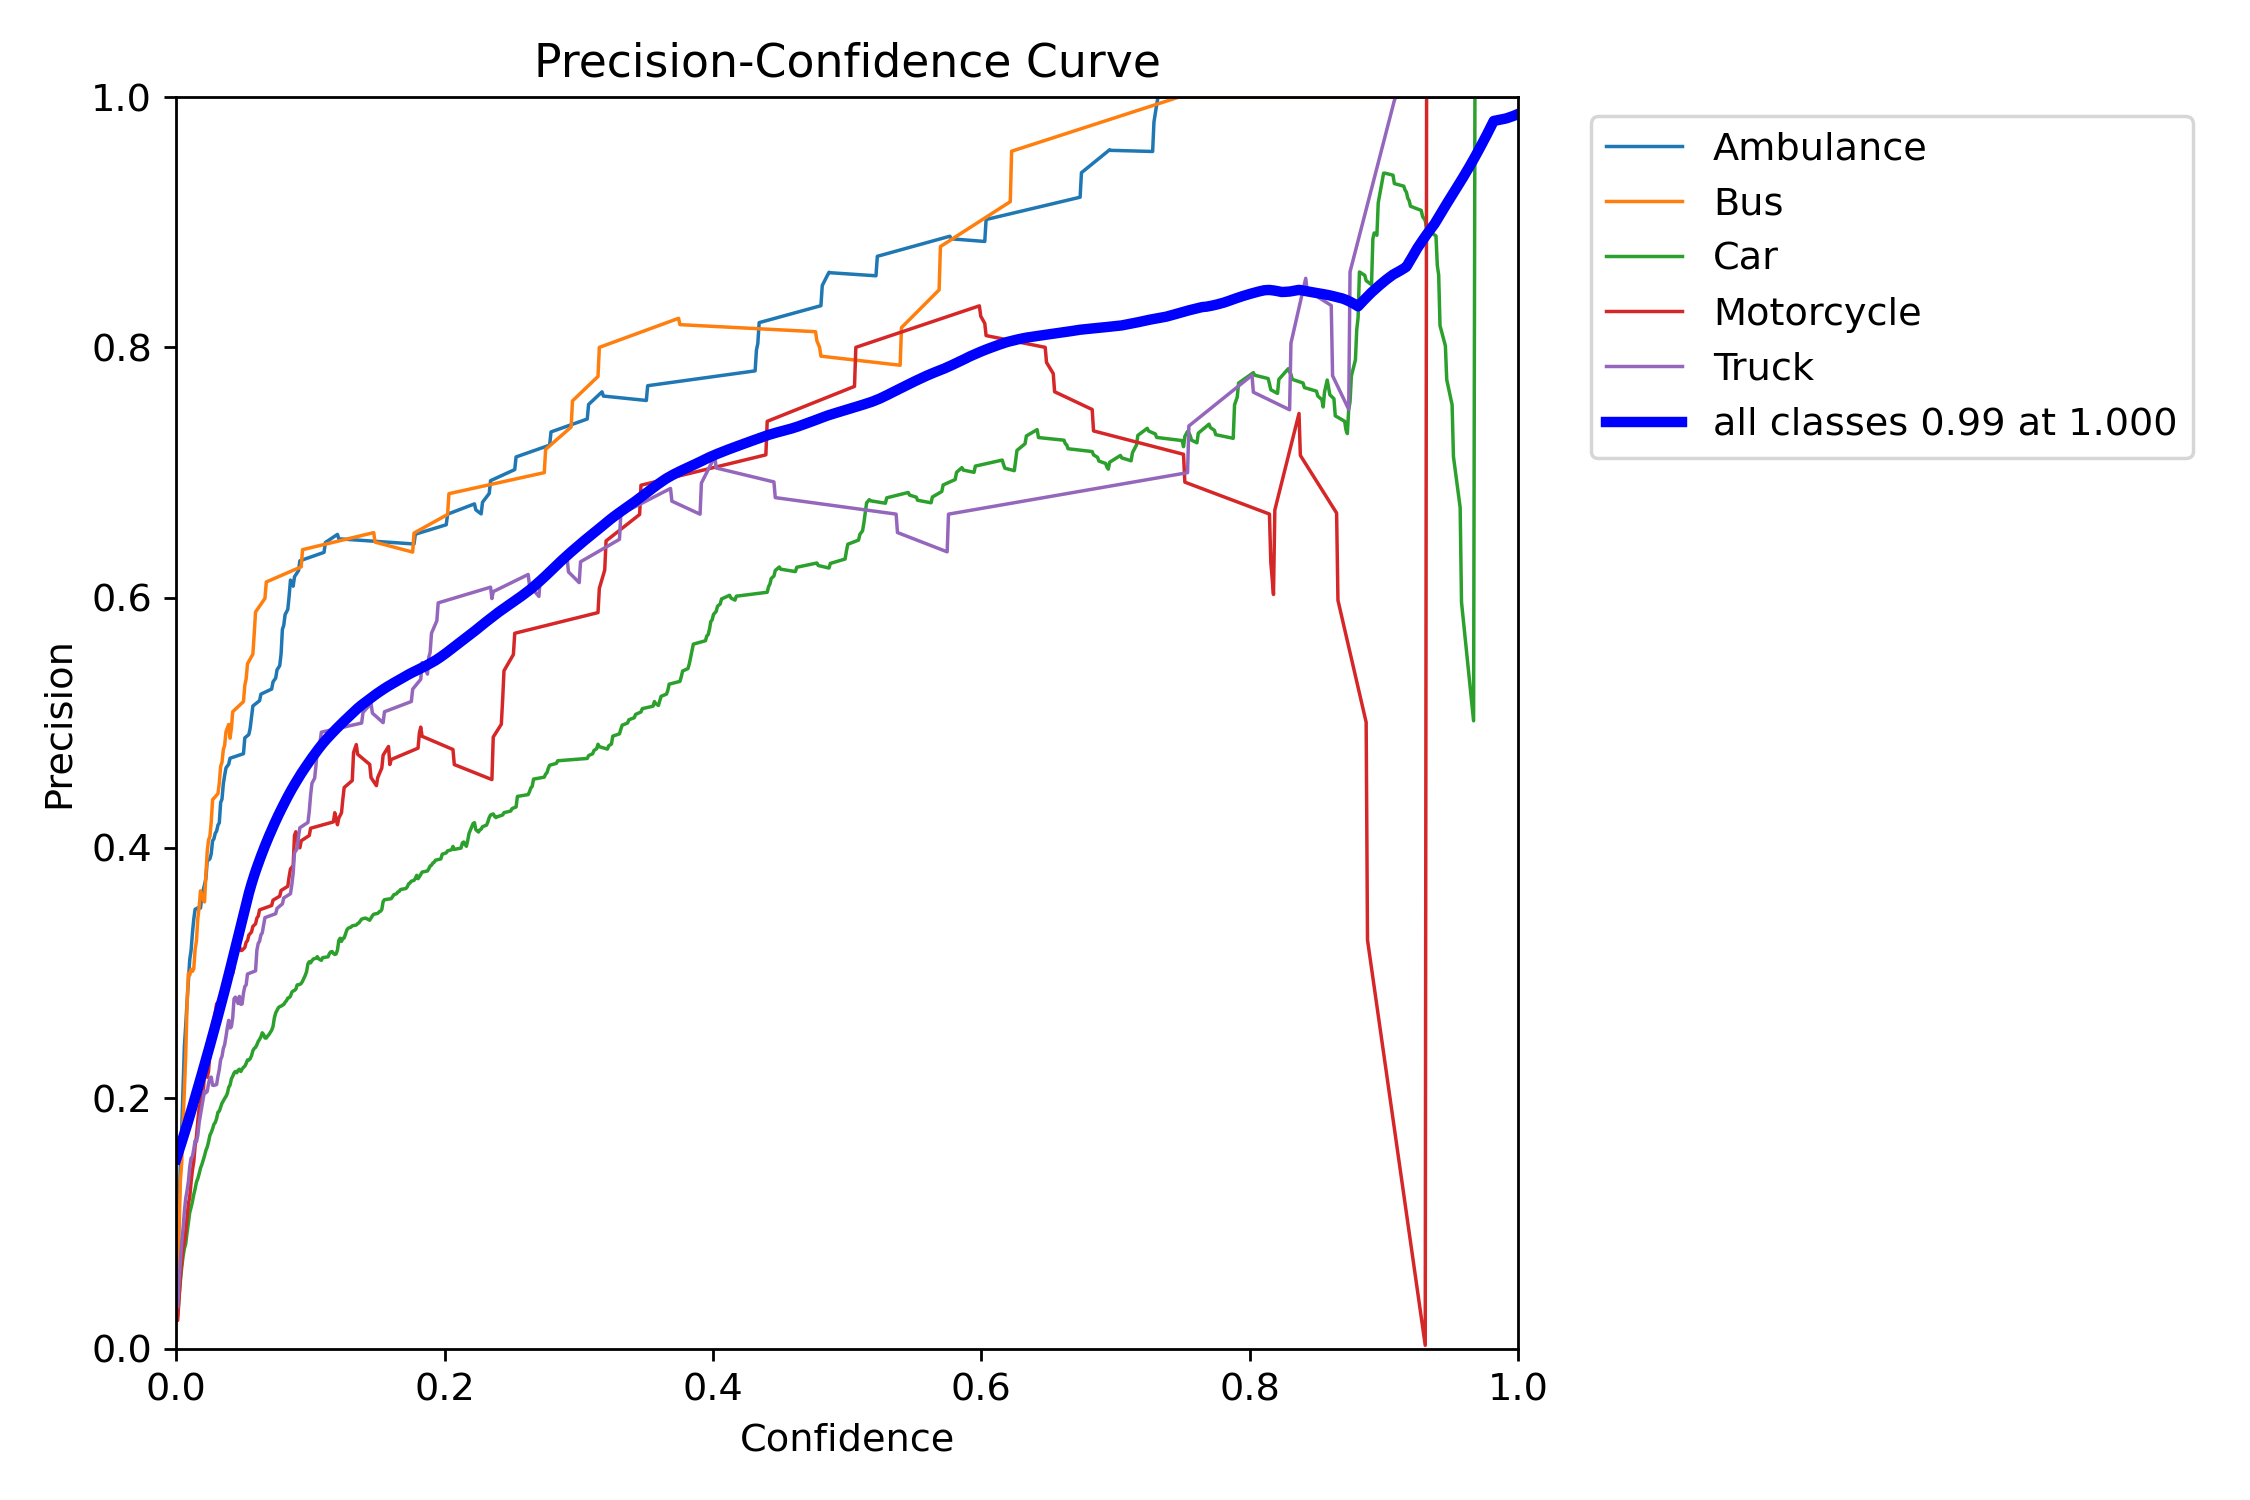 Precision-Confidence Curve
1.0
0.8
0.6
0.4
0.2
0.0
Precision
0.0 0.2 0.4 0.6 0.8 1.0
Confidence
Ambulance
Bus
Car
Motorcycle
Truck
all classes 0.99 at 1.000